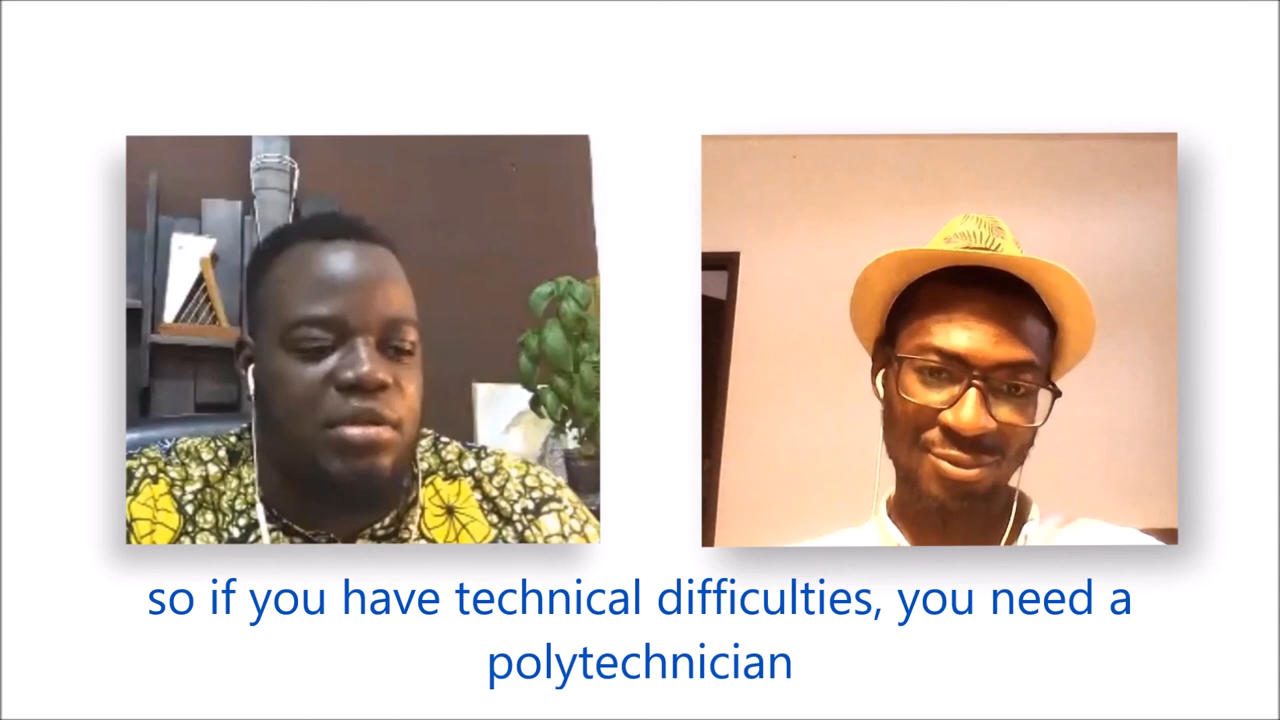 so if you have technical difficulties, you need a
polytechnician